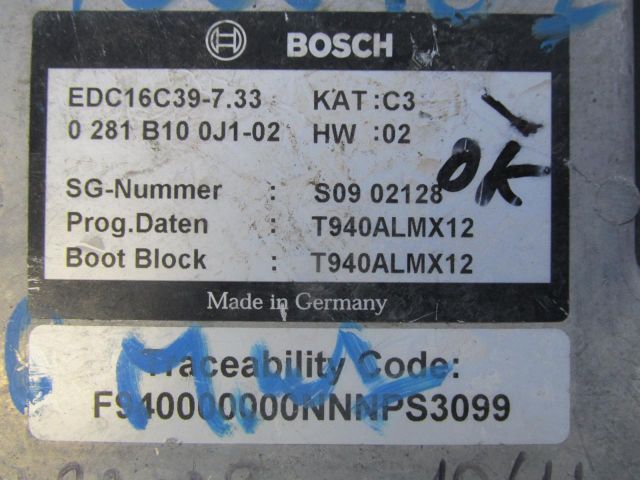 BOSCH
EDC16C39-7.33 KAT :C3
0 281 B10 0J1-02 HW :02
OK
SG-Nummer : S09 02128
Prog.Daten : T940ALMX12
Boot Block : T940ALMX12
Made in Germany
Traceability Code:
F940000000NNNPS3099